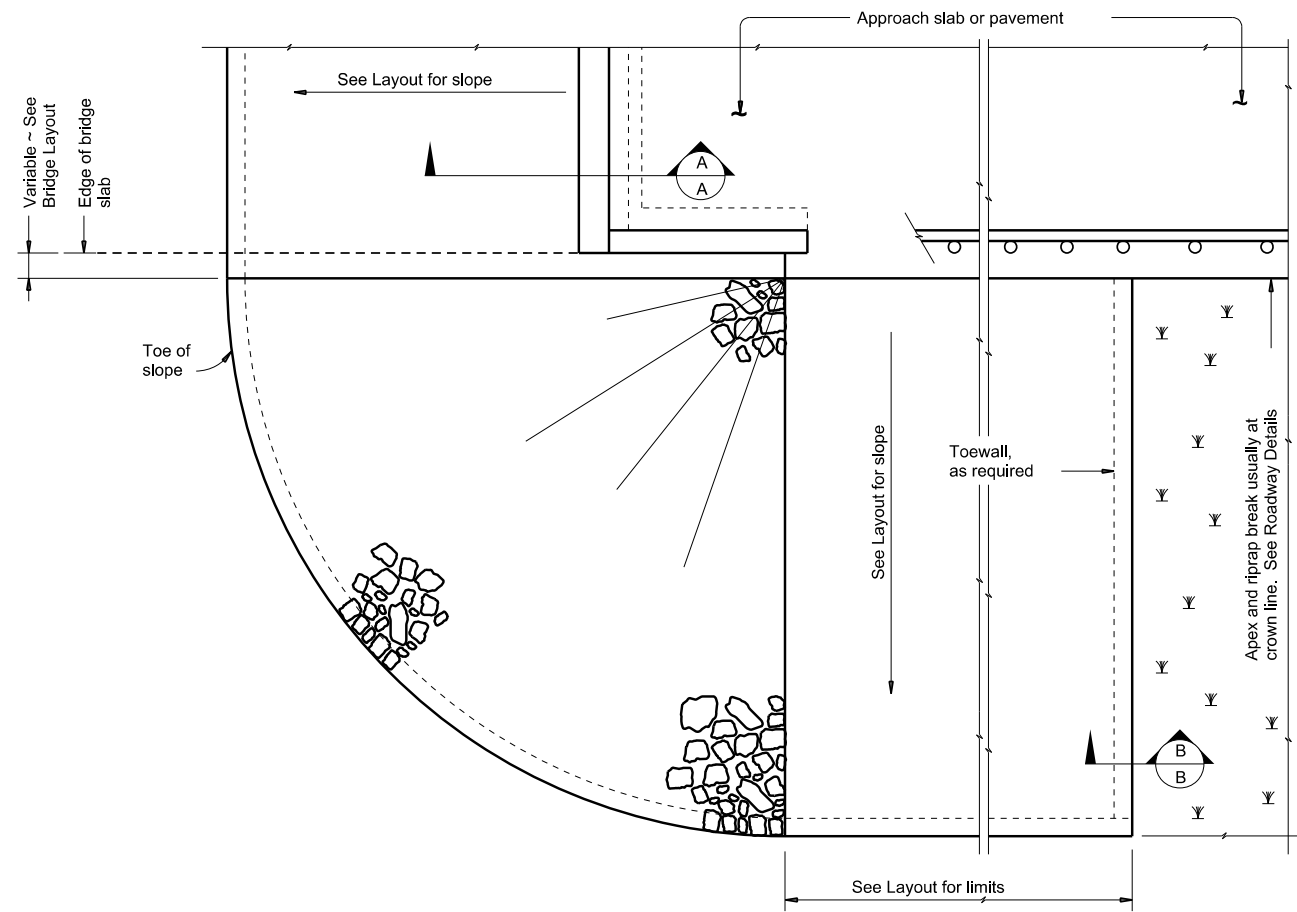 Approach slab or pavement
See Layout for slope
Variable ~ See
Bridge Layout
Edge of bridge
slab
A
A
Toe of
slope
See Layout for slope
Toewall,
as required
Apex and riprap break usually at
crown line. See Roadway Details
B
B
See Layout for limits